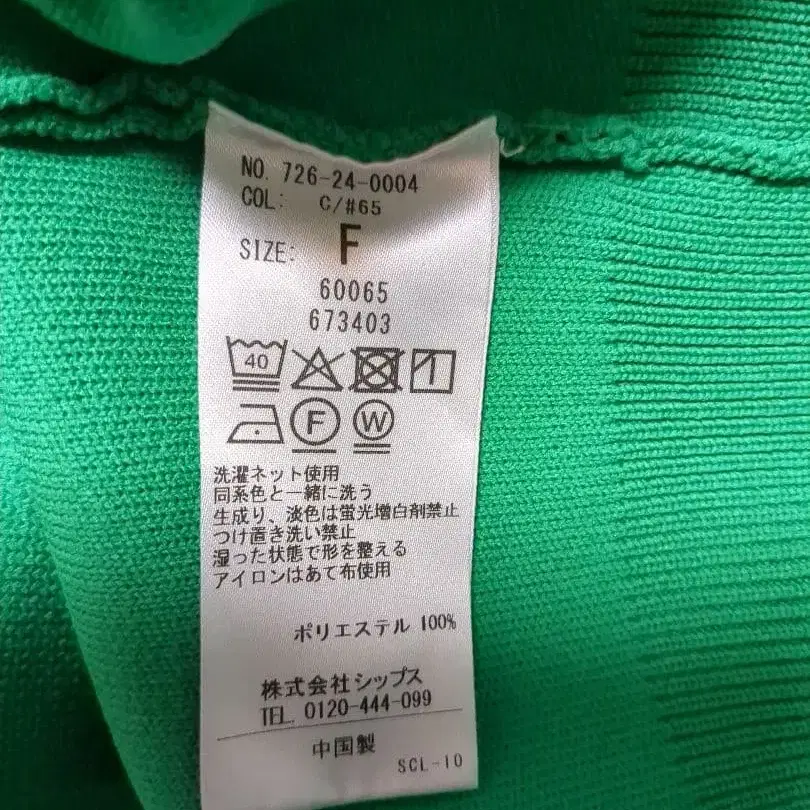 NO. 726-24-0004
COL: C/#65
SIZE: F
60065
673403
40
F W
洗濯ネット使用
同系色と一緒に洗う
生成り、淡色は蛍光増白剤禁止
つけ置き洗い禁止
湿った状態で形を整える
アイロンはあて布使用
ポリエステル 100%
株式会社シップス
TEL. 0120-444-099
中国製
SCL-10